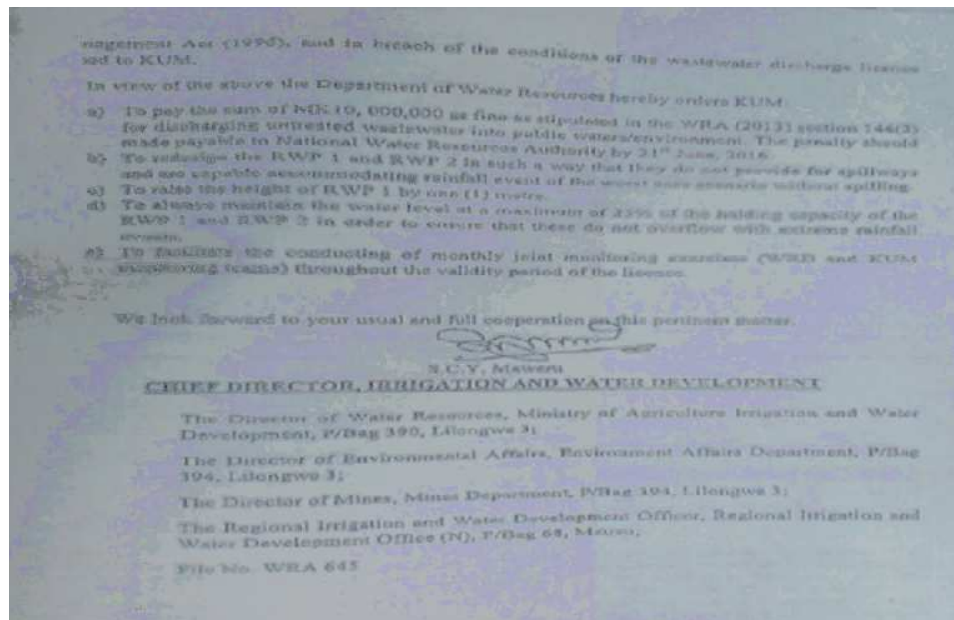 nagement Act (1996), and in breach of the conditions of the wastewater discharge licence
ued to KUM.
In view of the above the Department of Water Resources hereby orders KUM:
a) To pay the sum of MK 10, 000,000 as fine as stipulated in the WRA (2013) section 144(3)
for discharging untreated wastewater into public waters/environment. The penalty should
made payable to National Water Resources Authority by 21st June, 2016.
b) To redesign the RWP 1 and RWP 2 in such a way that they do not provide for spillways
and are capable accommodating rainfall event of the worst case scenario without spilling.
c) To raise the height of RWP 1 by one (1) metre.
d) To always maintain the water level at a maximum of 25% of the holding capacity of the
RWP 1 and RWP 2 in order to ensure that these do not overflow with extreme rainfall
events.
e) To facilitate the conducting of monthly joint monitoring exercises (WRB and KUM
monitoring teams) throughout the validity period of the licence.
We look forward to your usual and full cooperation on this pertinent matter.
S.C.Y. Maweru
CHIEF DIRECTOR, IRRIGATION AND WATER DEVELOPMENT
The Director of Water Resources, Ministry of Agriculture Irrigation and Water
Development, P/Bag 390, Lilongwe 3;
The Director of Environmental Affairs, Environment Affairs Department, P/Bag
394, Lilongwe 3;
The Director of Mines, Mines Department, P/Bag 394, Lilongwe 3;
The Regional Irrigation and Water Development Officer, Regional Irrigation and
Water Development Office (N), P/Bag 68, Mzuzu,
File No. WRA 645